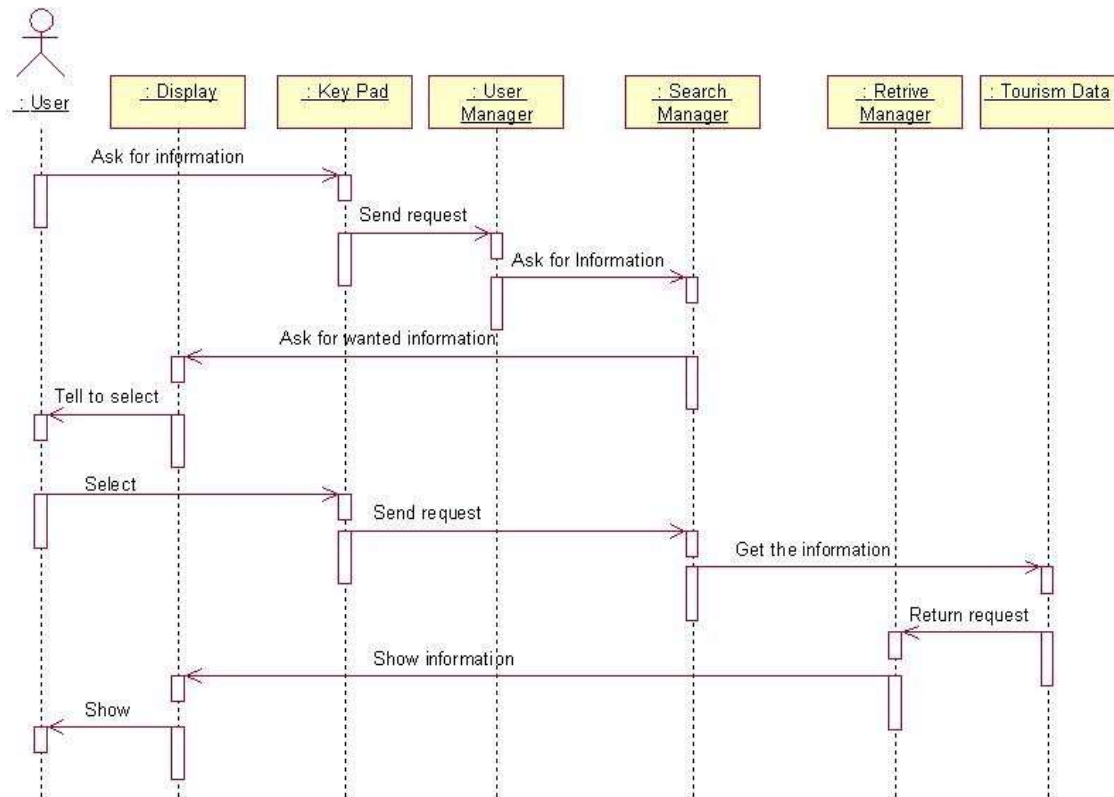 : User
: Display
: Key Pad
: User
Manager
: Search
Manager
: Retrive
Manager
: Tourism Data
Ask for information
Send request
Ask for Information
Ask for wanted information
Tell to select
Select
Send request
Get the information
Return request
Show information
Show